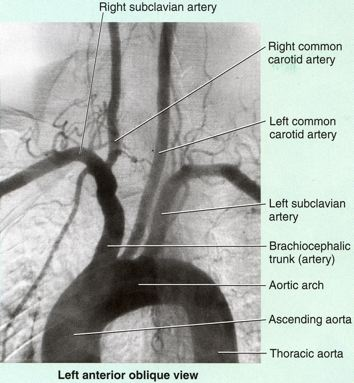 Right subclavian artery
Right common
carotid artery
Left common
carotid artery
Left subclavian
artery
Brachiocephalic
trunk (artery)
Aortic arch
Ascending aorta
Thoracic aorta
Left anterior oblique view